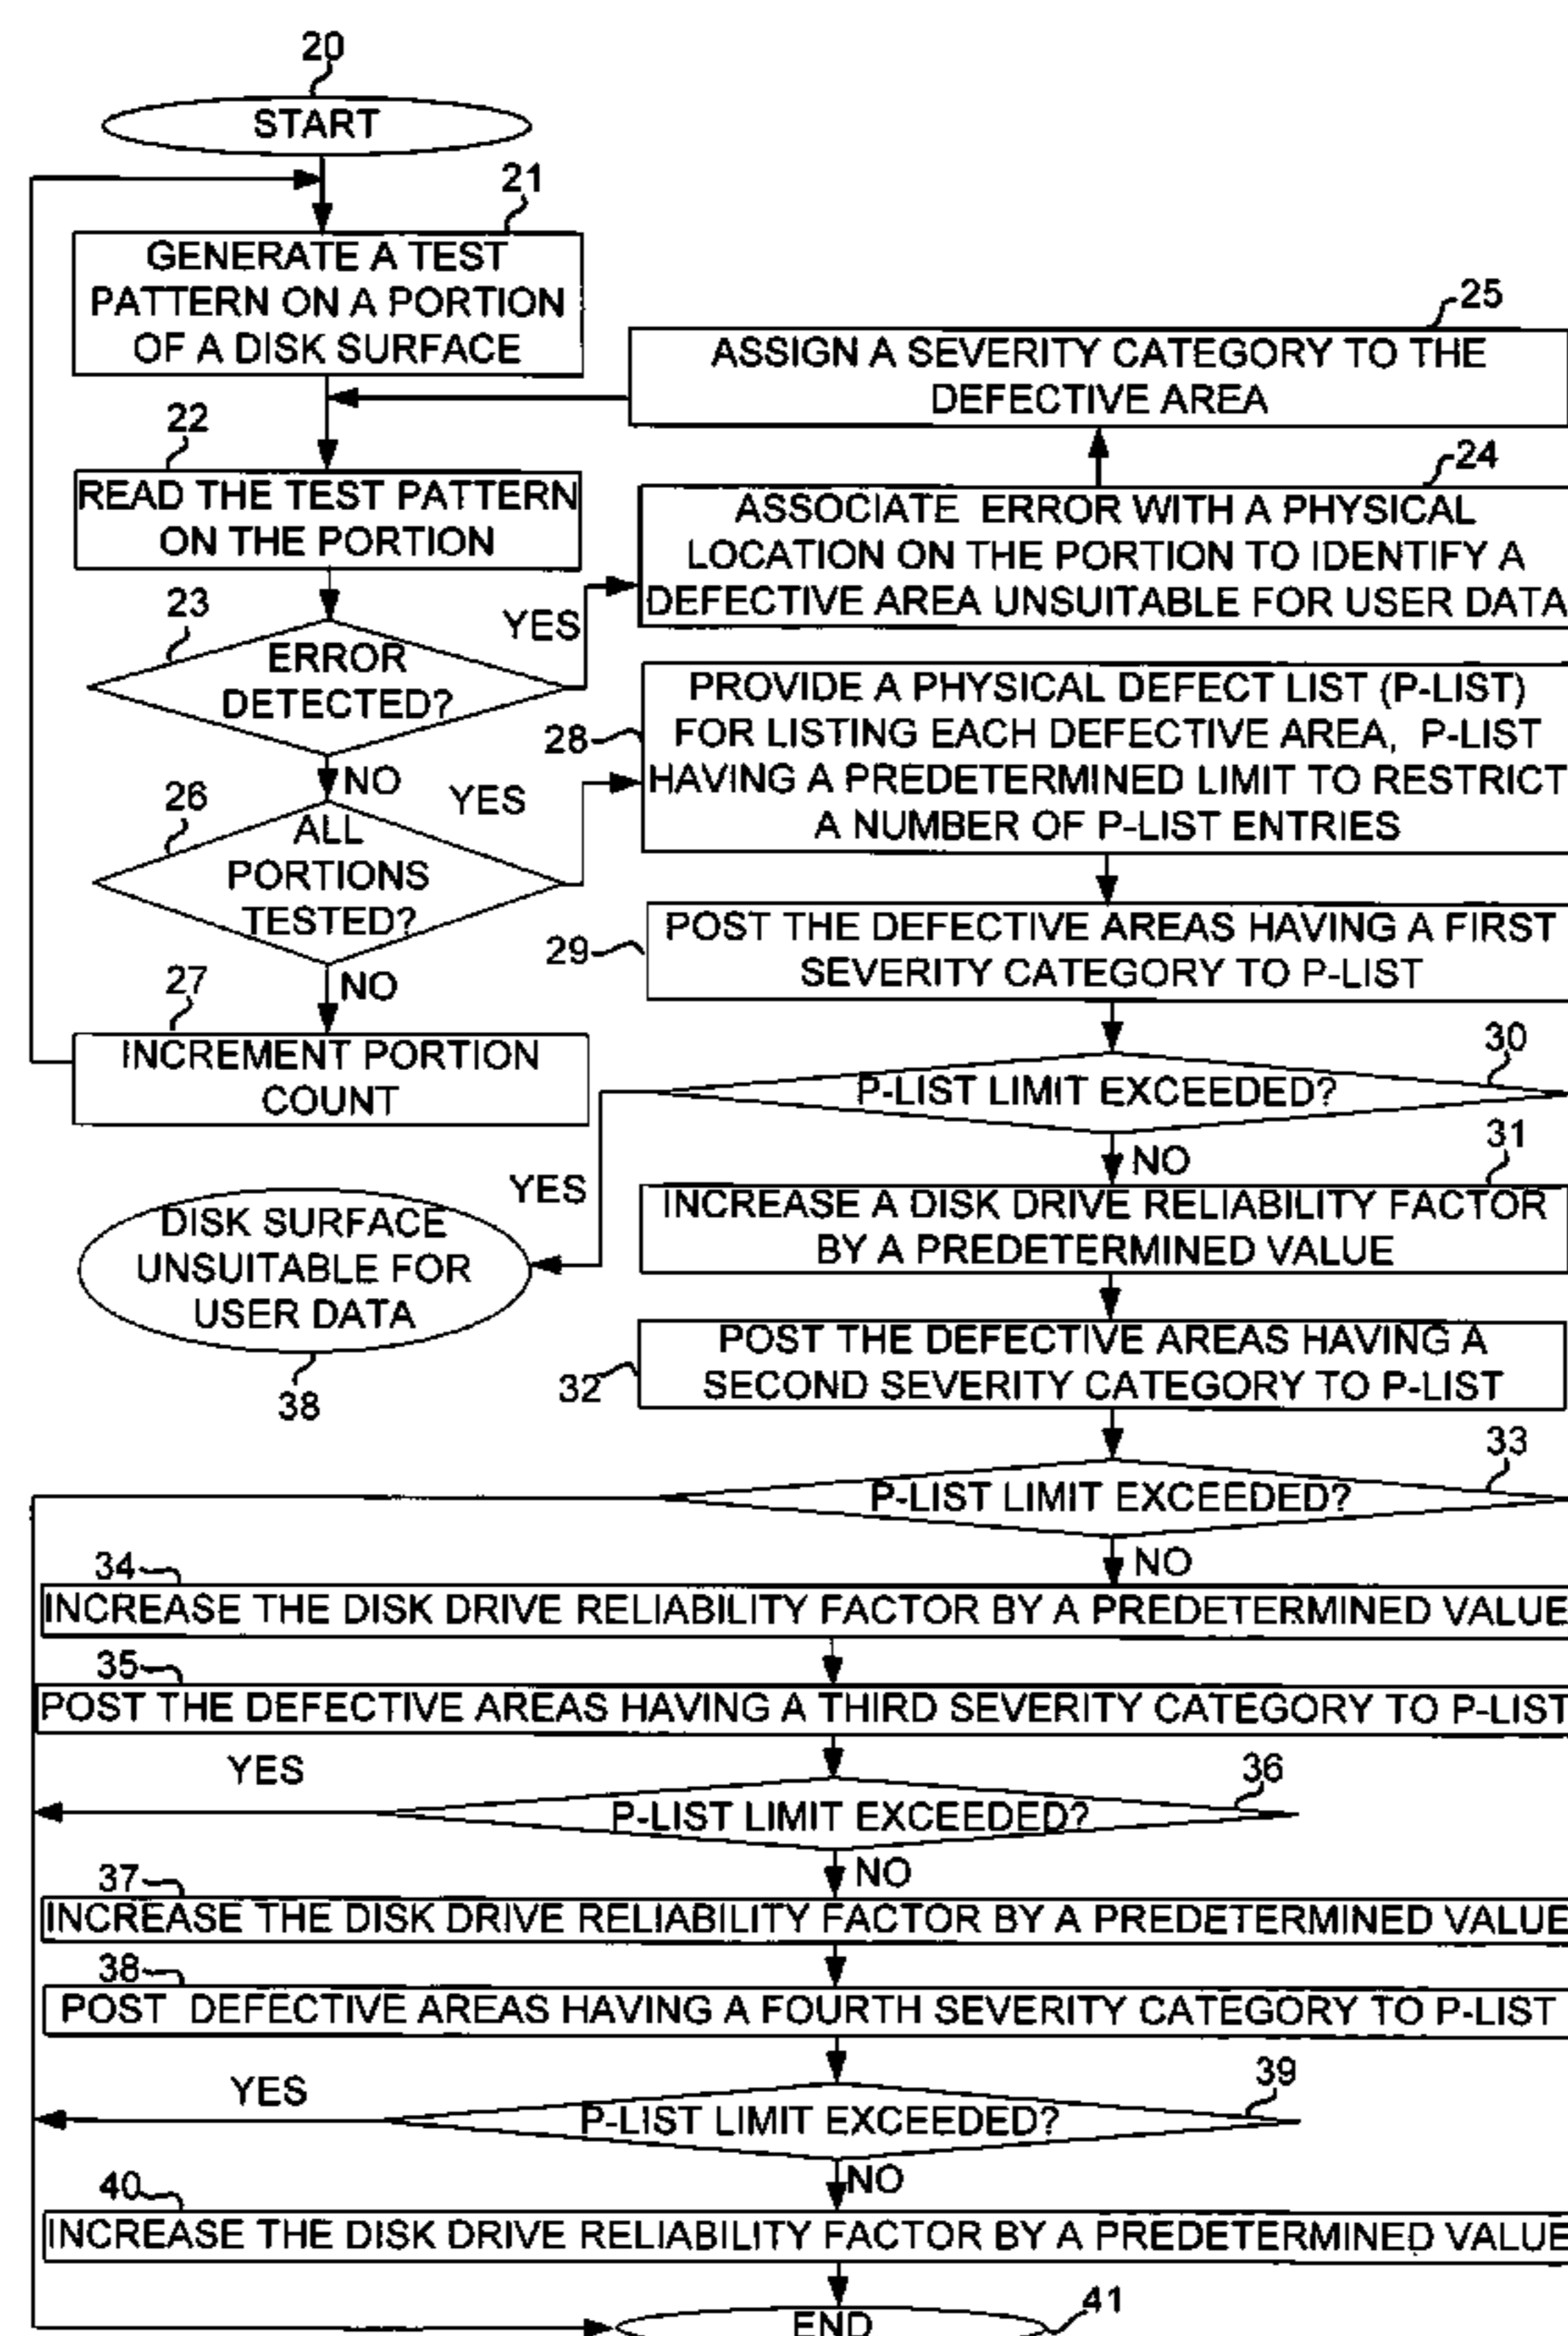 20
START
21
GENERATE A TEST
PATTERN ON A PORTION
OF A DISK SURFACE
25
ASSIGN A SEVERITY CATEGORY TO THE
DEFECTIVE AREA
22
READ THE TEST PATTERN
ON THE PORTION
24
ASSOCIATE ERROR WITH A PHYSICAL
LOCATION ON THE PORTION TO IDENTIFY A
DEFECTIVE AREA UNSUITABLE FOR USER DATA
23
YES
ERROR
DETECTED?
NO
28
PROVIDE A PHYSICAL DEFECT LIST (P-LIST)
FOR LISTING EACH DEFECTIVE AREA, P-LIST
HAVING A PREDETERMINED LIMIT TO RESTRICT
A NUMBER OF P-LIST ENTRIES
26
YES
ALL
PORTIONS
TESTED?
NO
29
POST THE DEFECTIVE AREAS HAVING A FIRST
SEVERITY CATEGORY TO P-LIST
27
INCREMENT PORTION
COUNT
30
P-LIST LIMIT EXCEEDED?
NO
YES
DISK SURFACE
UNSUITABLE FOR
USER DATA
38
31
INCREASE A DISK DRIVE RELIABILITY FACTOR
BY A PREDETERMINED VALUE
32
POST THE DEFECTIVE AREAS HAVING A
SECOND SEVERITY CATEGORY TO P-LIST
33
P-LIST LIMIT EXCEEDED?
NO
34
INCREASE THE DISK DRIVE RELIABILITY FACTOR BY A PREDETERMINED VALUE
35
POST THE DEFECTIVE AREAS HAVING A THIRD SEVERITY CATEGORY TO P-LIST
YES
36
P-LIST LIMIT EXCEEDED?
NO
37
INCREASE THE DISK DRIVE RELIABILITY FACTOR BY A PREDETERMINED VALUE
38
POST DEFECTIVE AREAS HAVING A FOURTH SEVERITY CATEGORY TO P-LIST
YES
39
P-LIST LIMIT EXCEEDED?
NO
40
INCREASE THE DISK DRIVE RELIABILITY FACTOR BY A PREDETERMINED VALUE
41
END